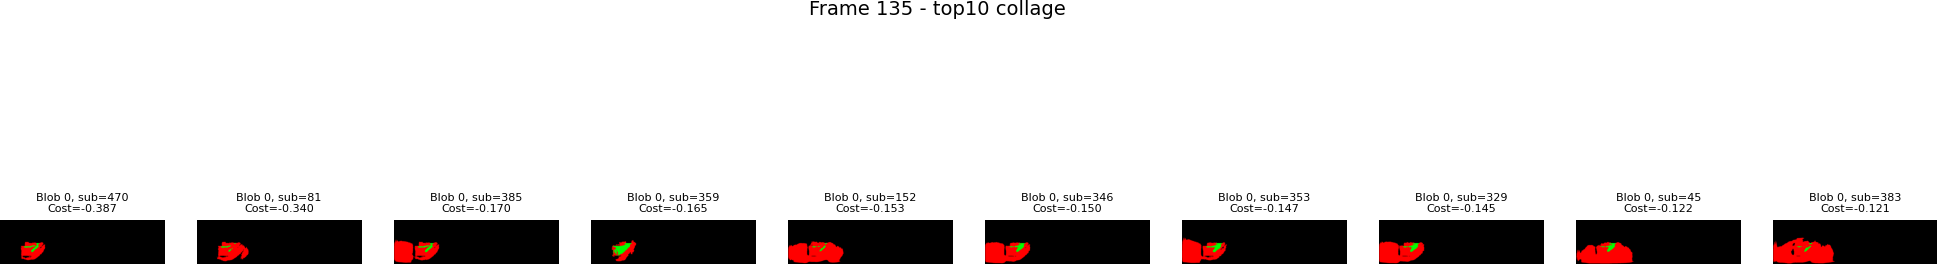 Frame 135 - top10 collage
Blob 0, sub=470
Cost=-0.387
Blob 0, sub=81
Cost=-0.340
Blob 0, sub=385
Cost=-0.170
Blob 0, sub=359
Cost=-0.165
Blob 0, sub=152
Cost=-0.153
Blob 0, sub=346
Cost=-0.150
Blob 0, sub=353
Cost=-0.147
Blob 0, sub=329
Cost=-0.145
Blob 0, sub=45
Cost=-0.122
Blob 0, sub=383
Cost=-0.121